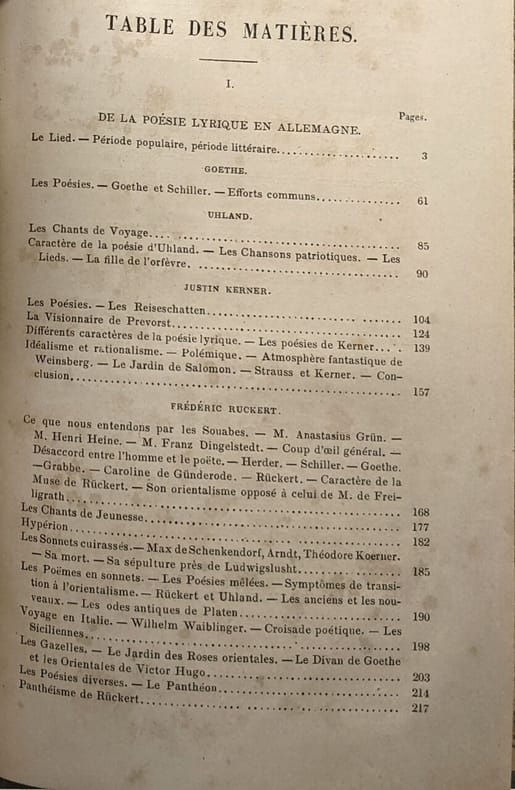 TABLE DES MATIÈRES.
I.
Pages.
DE LA POÉSIE LYRIQUE EN ALLEMAGNE.
Le Lied. — Période populaire, période littéraire........................ 3
GOETHE.
Les Poésies. — Goethe et Schiller. — Efforts communs............... 61
UHLAND.
Les Chants de Voyage........................................ 85
Caractère de la poésie d'Uhland. — Les Chansons patriotiques. — Les
Lieds. — La fille de l'orfèvre. .............................. 90
JUSTIN KERNER.
Les Poésies. — Les Reiseschatten.............................. 104
La Visionnaire de Prevorst.................................... 124
Différents caractères de la poésie lyrique. — Les poésies de Kerner..... 139
Idéalisme et rationalisme. — Polémique. — Atmosphère fantastique de
Weinsberg. — Le Jardin de Salomon. — Strauss et Kerner. — Con-
clusion.................................................. 157
FRÉDÉRIC RUCKERT.
Ce que nous entendons par les Souabes. — M. Anastasius Grün. —
M. Henri Heine. — M. Franz Dingelstedt. — Coup d'œil général. —
Désaccord entre l'homme et le poëte. — Herder. — Schiller. — Goethe.
— Grabbe. — Caroline de Günderode. — Rückert. — Caractère de la
Muse de Rückert. — Son orientalisme opposé à celui de M. de Frei-
ligrath.................................................. 168
Les Chants de Jeunesse........................................ 177
Hypérion.................................................. 182
Les Sonnets cuirassés. — Max de Schenkendorf, Arndt, Théodore Koerner.
— Sa mort. — Sa sépulture près de Ludwigslusht.................. 185
Les Poëmes en sonnets. — Les Poésies mêlées. — Symptômes de transi-
tion à l'orientalisme. — Rückert et Uhland. — Les anciens et les nou-
veaux. — Les odes antiques de Platen.......................... 190
Voyage en Italie. — Wilhelm Waiblinger. — Croisade poétique. — Les
Siciliennes.................................................. 198
Les Gazelles. — Le Jardin des Roses orientales. — Le Divan de Goethe
et les Orientales de Victor Hugo.............................. 203
Les Poésies diverses. — Le Panthéon.......................... 214
Panthéisme de Rückert........................................ 217